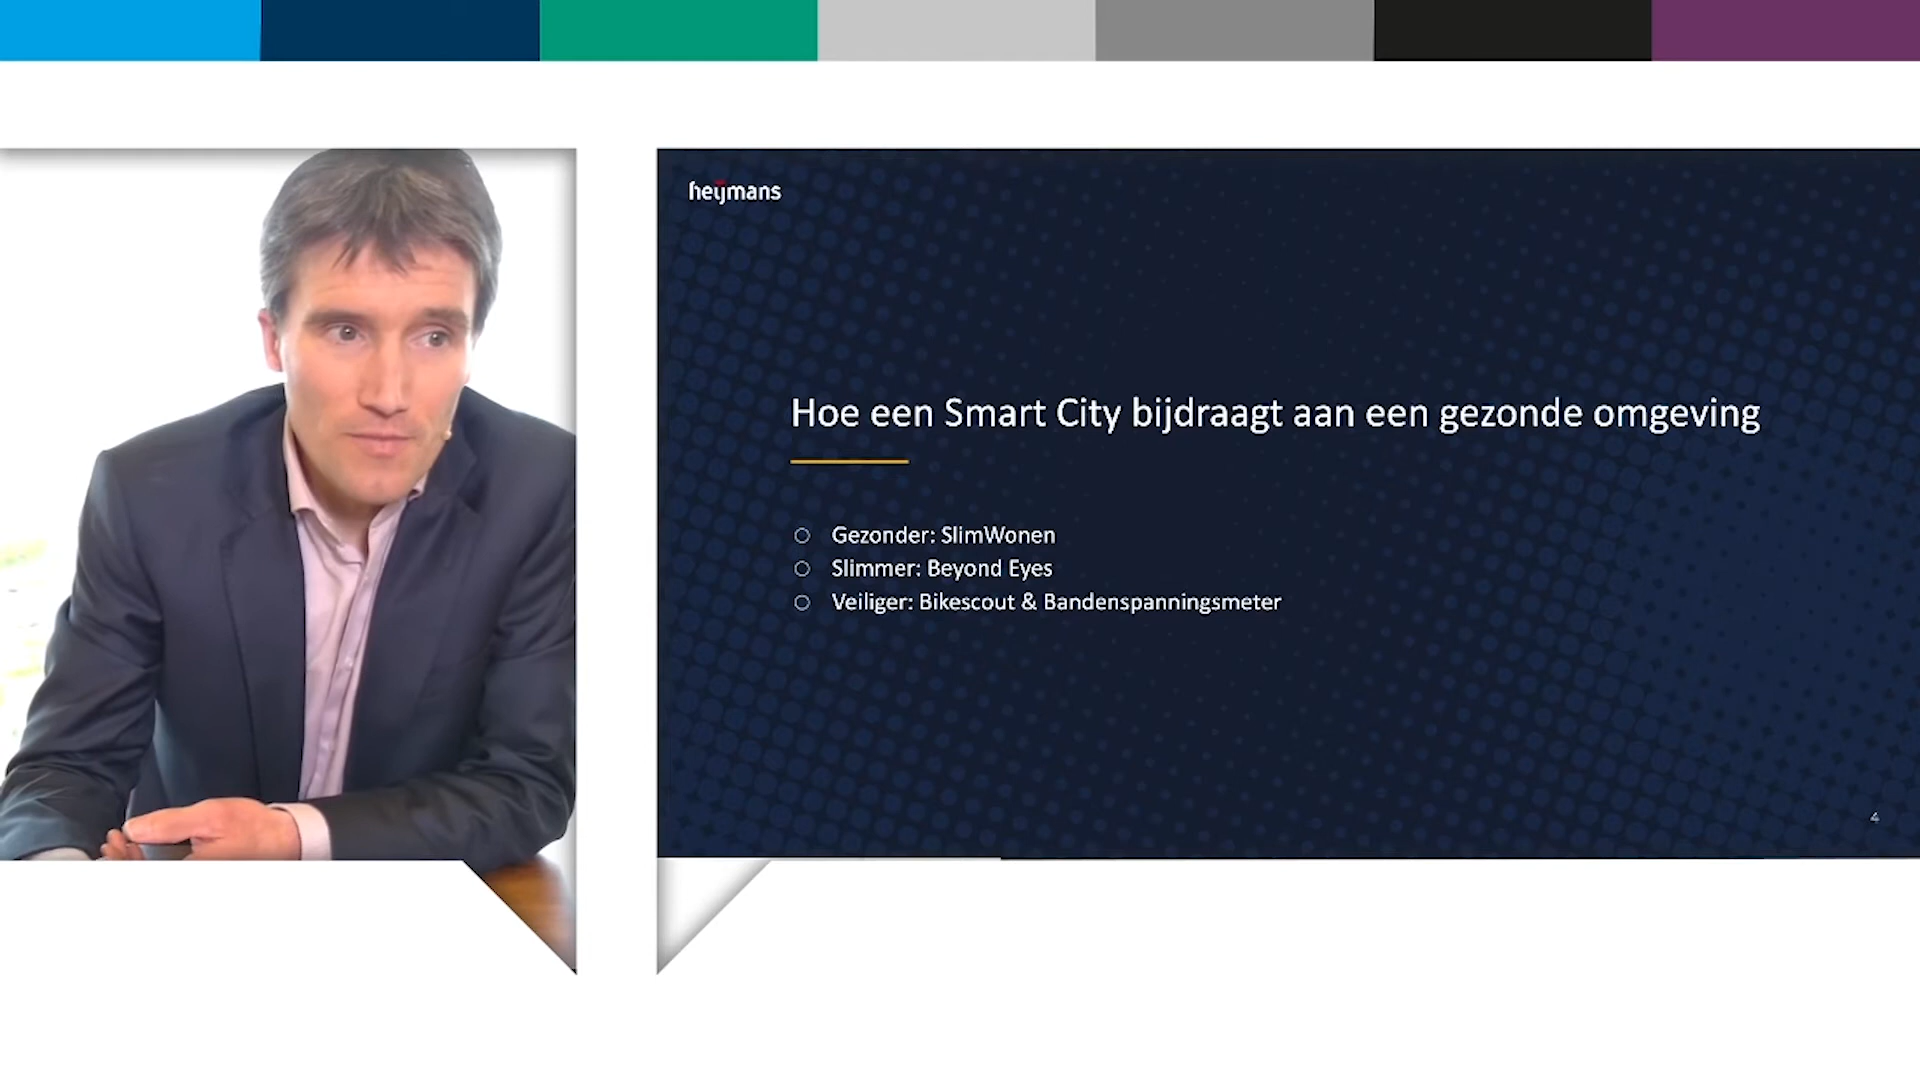 heijmans
Hoe een Smart City bijdraagt aan een gezonde omgeving
Gezonder: SlimWonen
Slimmer: Beyond Eyes
Veiliger: Bikescout & Bandenspanningsmeter
4